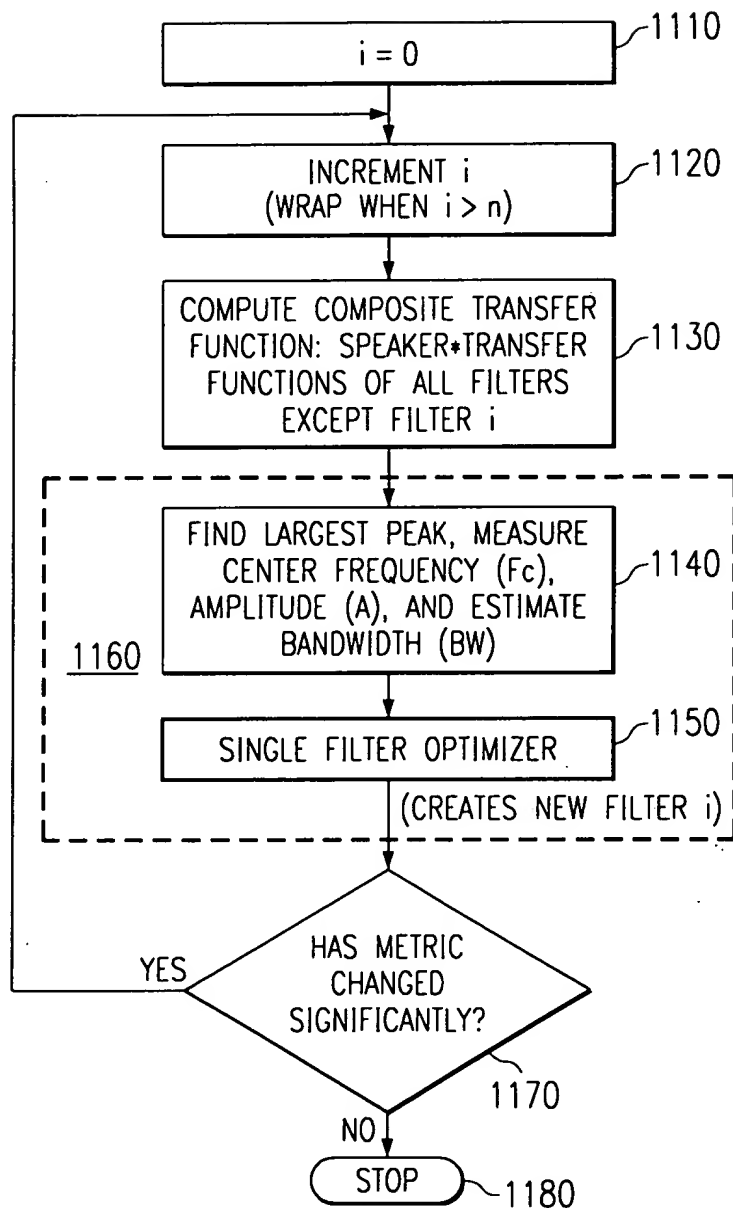 i = 0
1110
INCREMENT i
(WRAP WHEN i > n)
1120
COMPUTE COMPOSITE TRANSFER
FUNCTION: SPEAKER*TRANSFER
FUNCTIONS OF ALL FILTERS
EXCEPT FILTER i
1130
FIND LARGEST PEAK, MEASURE
CENTER FREQUENCY (Fc),
AMPLITUDE (A), AND ESTIMATE
BANDWIDTH (BW)
1140
1160
SINGLE FILTER OPTIMIZER
1150
(CREATES NEW FILTER i)
HAS METRIC
CHANGED
SIGNIFICANTLY?
YES
1170
NO
STOP
1180